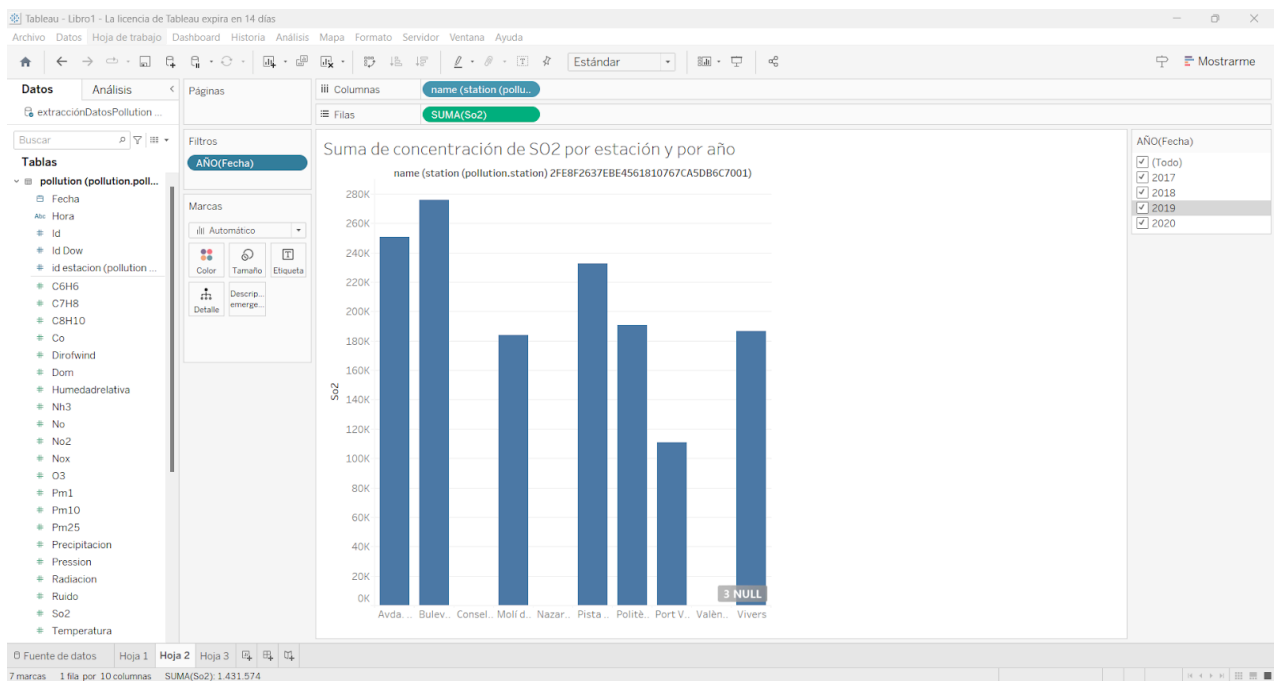 Tableau - Libro1 - La licencia de Tableau expira en 14 días
Archivo Datos Hoja de trabajo Dashboard Historia Análisis Mapa Formato Servidor Ventana Ayuda
Estándar
Mostrarme
Datos Análisis
extracciónDatosPollution ...
Buscar
Tablas
pollution (pollution.poll...
Fecha
Abc Hora
Id
Id Dow
id estacion (pollution ...
C6H6
C7H8
C8H10
Co
Dirofwind
Dom
Humedadrelativa
Nh3
No
No2
Nox
O3
Pm1
Pm10
Pm25
Precipitacion
Pression
Radiacion
Ruido
So2
Temperatura
Páginas
Filtros
AÑO(Fecha)
Marcas
Automático
Color Tamaño Etiqueta
Detalle
Descrip...
emerge...
Columnas
name (station (pollu..
Filas
SUMA(So2)
Suma de concentración de SO2 por estación y por año
name (station (pollution.station) 2FE8F2637EBE4561810767CA5DB6C7001)
280K
260K
240K
220K
200K
180K
160K
140K
120K
100K
80K
60K
40K
20K
0K
So2
3 NULL
Avda. .. Bulev.. Consel.. Molí d.. Nazar.. Pista .. Politè.. Port V.. Valèn.. Vivers
AÑO(Fecha)
(Todo)
2017
2018
2019
2020
Fuente de datos Hoja 1 Hoja 2 Hoja 3
7 marcas 1 fila por 10 columnas SUMA(So2): 1.431.574